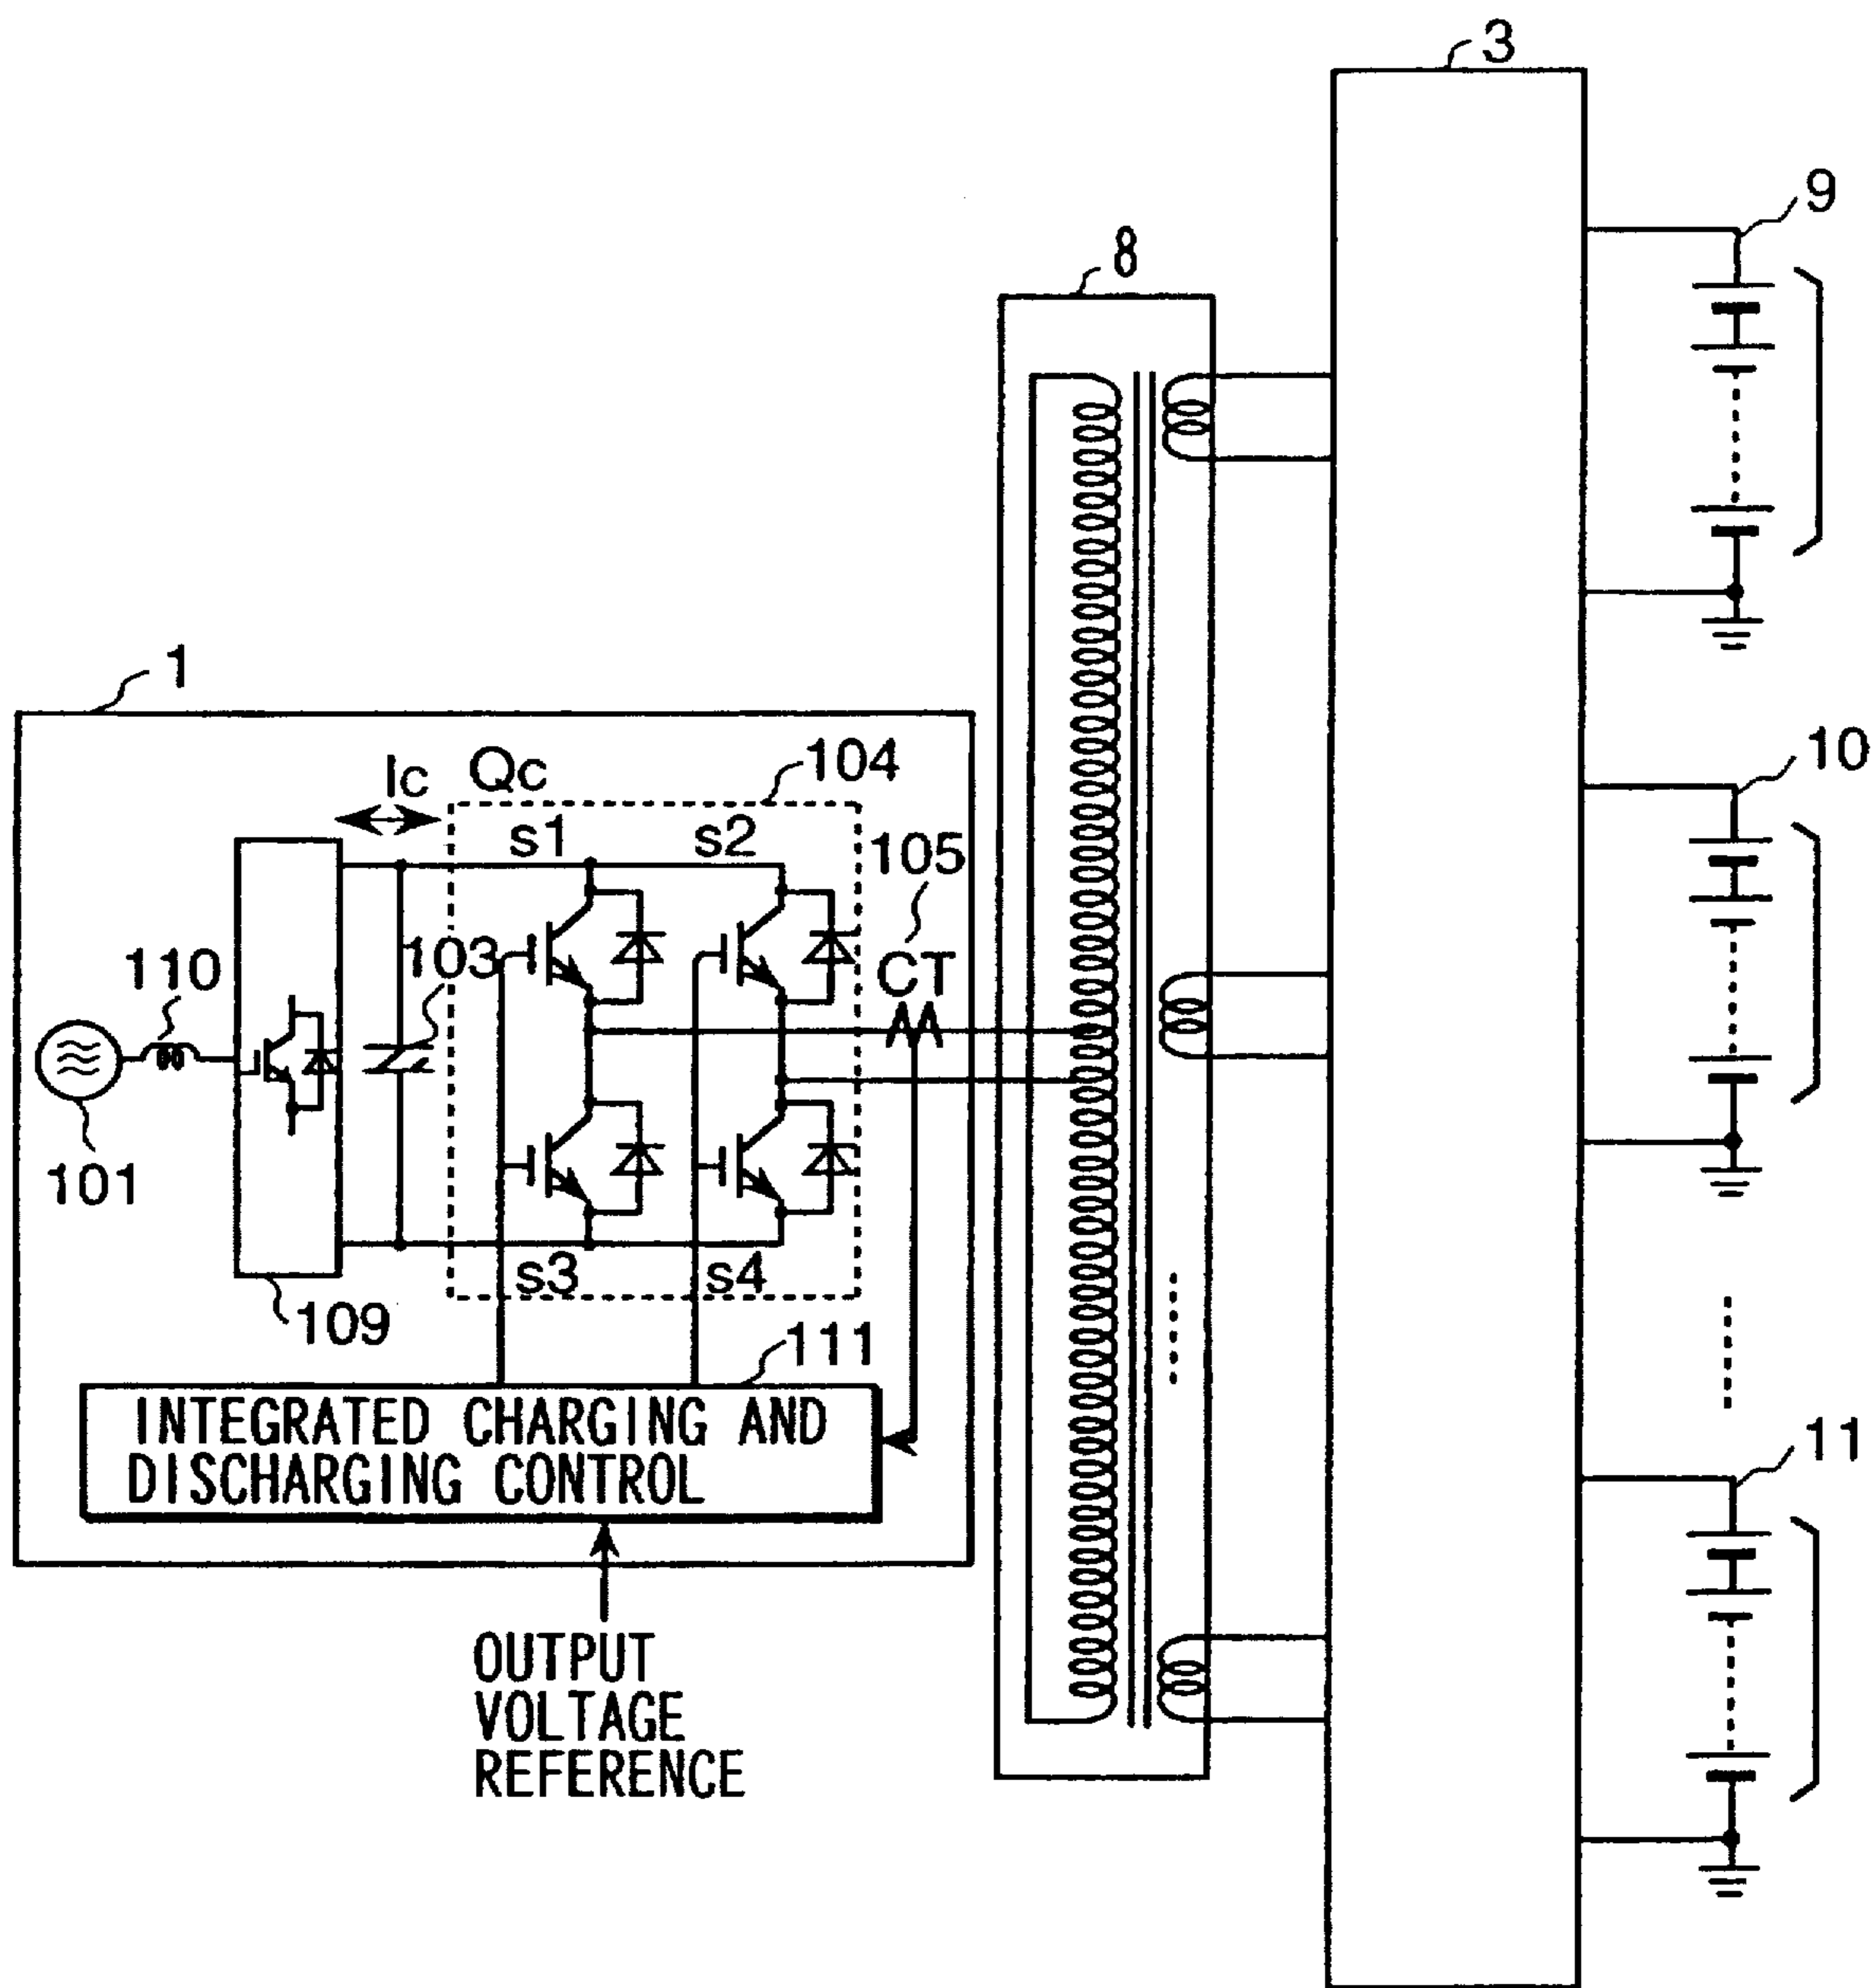 3
9
8
1
10
Ic
Qc
104
s1
s2
105
103
CT
110
101
s3
s4
109
111
INTEGRATED CHARGING AND
DISCHARGING CONTROL
11
OUTPUT
VOLTAGE
REFERENCE